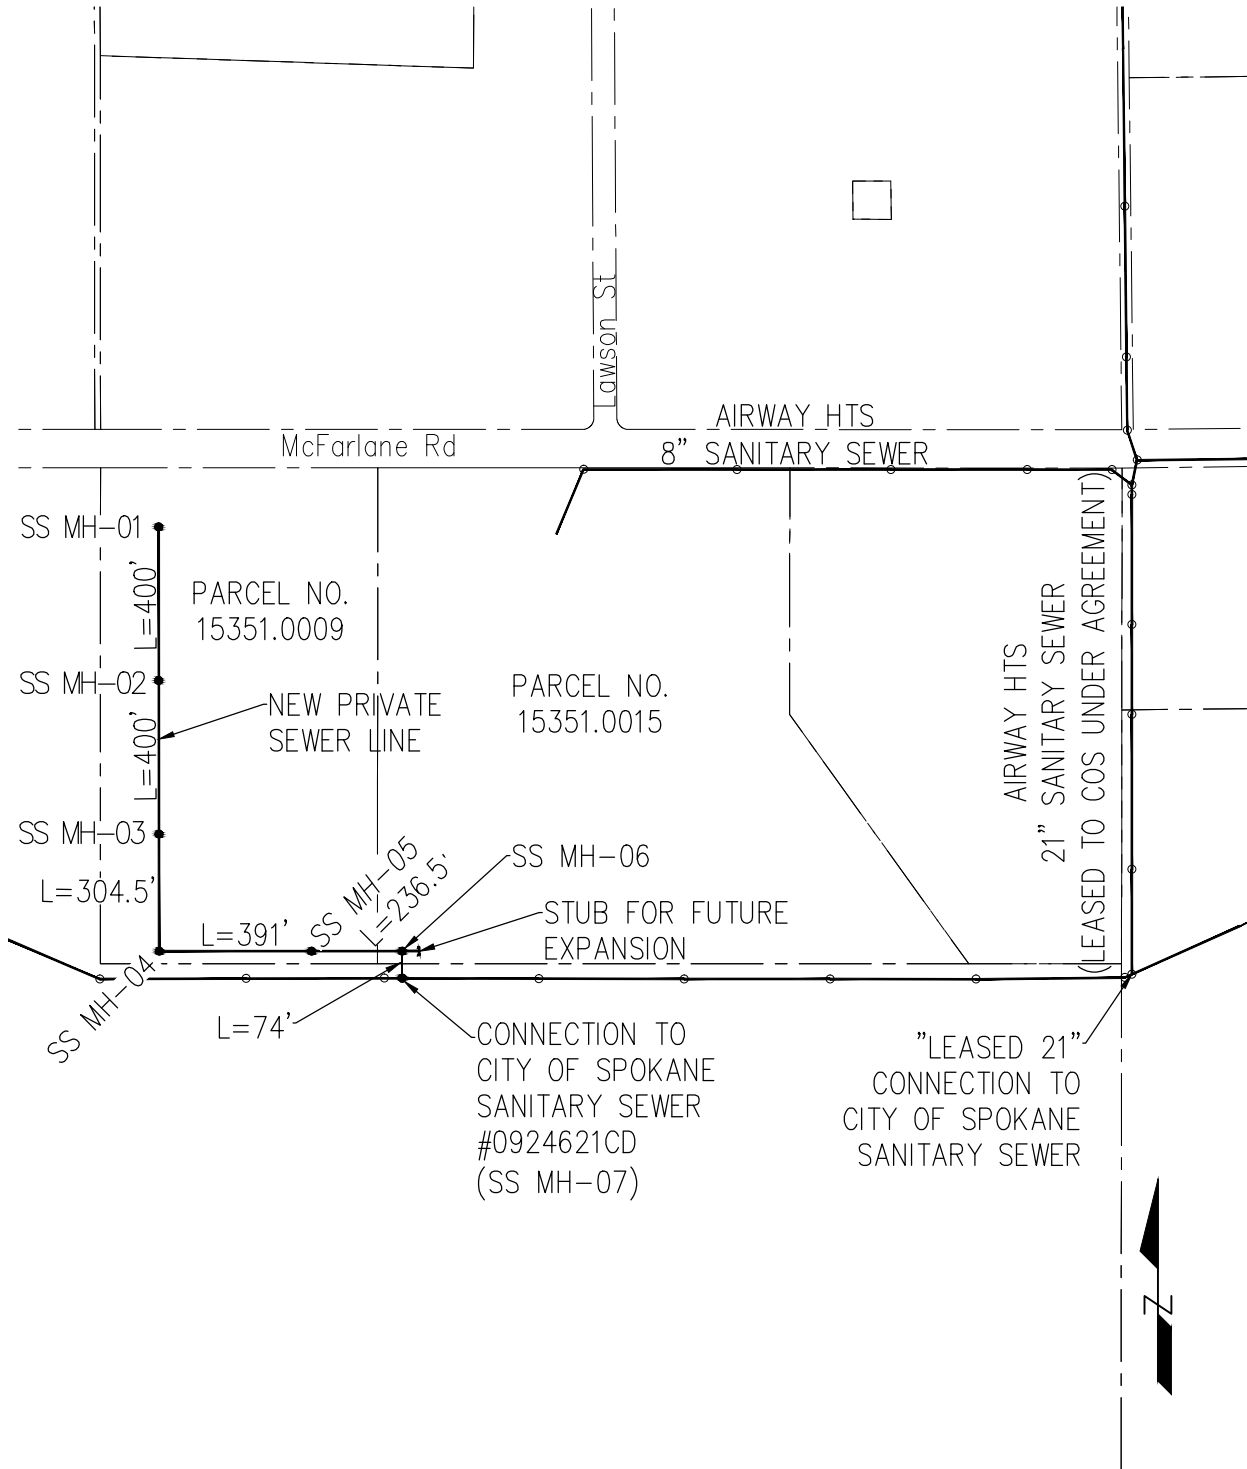 Lawson St
AIRWAY HTS
8" SANITARY SEWER
McFarlane Rd
SS MH-01
L=400'
PARCEL NO.
15351.0009
SS MH-02
L=400'
NEW PRIVATE
SEWER LINE
PARCEL NO.
15351.0015
AIRWAY HTS
21" SANITARY SEWER
(LEASED TO COS UNDER AGREEMENT)
SS MH-03
L=304.5'
L=391'
SS MH-05
L=236.5'
SS MH-06
STUB FOR FUTURE
EXPANSION
SS MH-04
L=74'
CONNECTION TO
CITY OF SPOKANE
SANITARY SEWER
#0924621CD
(SS MH-07)
"LEASED 21"
CONNECTION TO
CITY OF SPOKANE
SANITARY SEWER
N